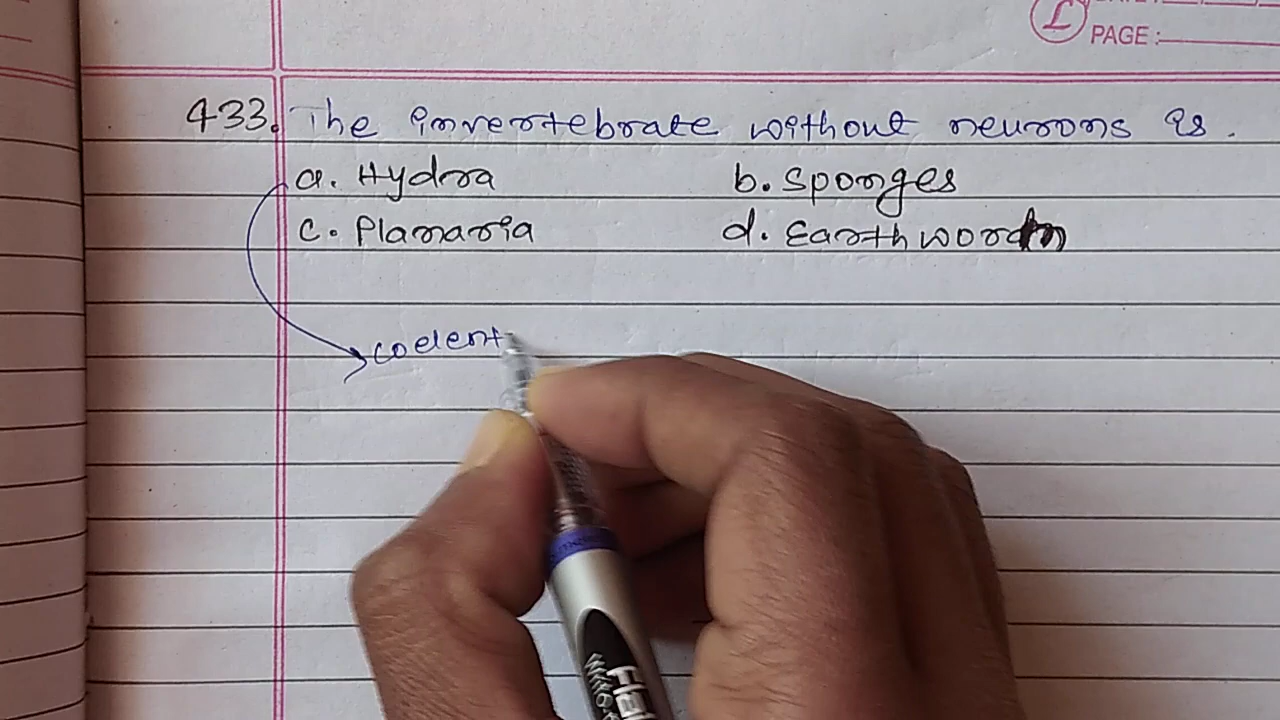 PAGE :
433. The invertebrate without neurons is.
a. Hydra b. Sponges
c. Planaria d. Earthworm
coelent